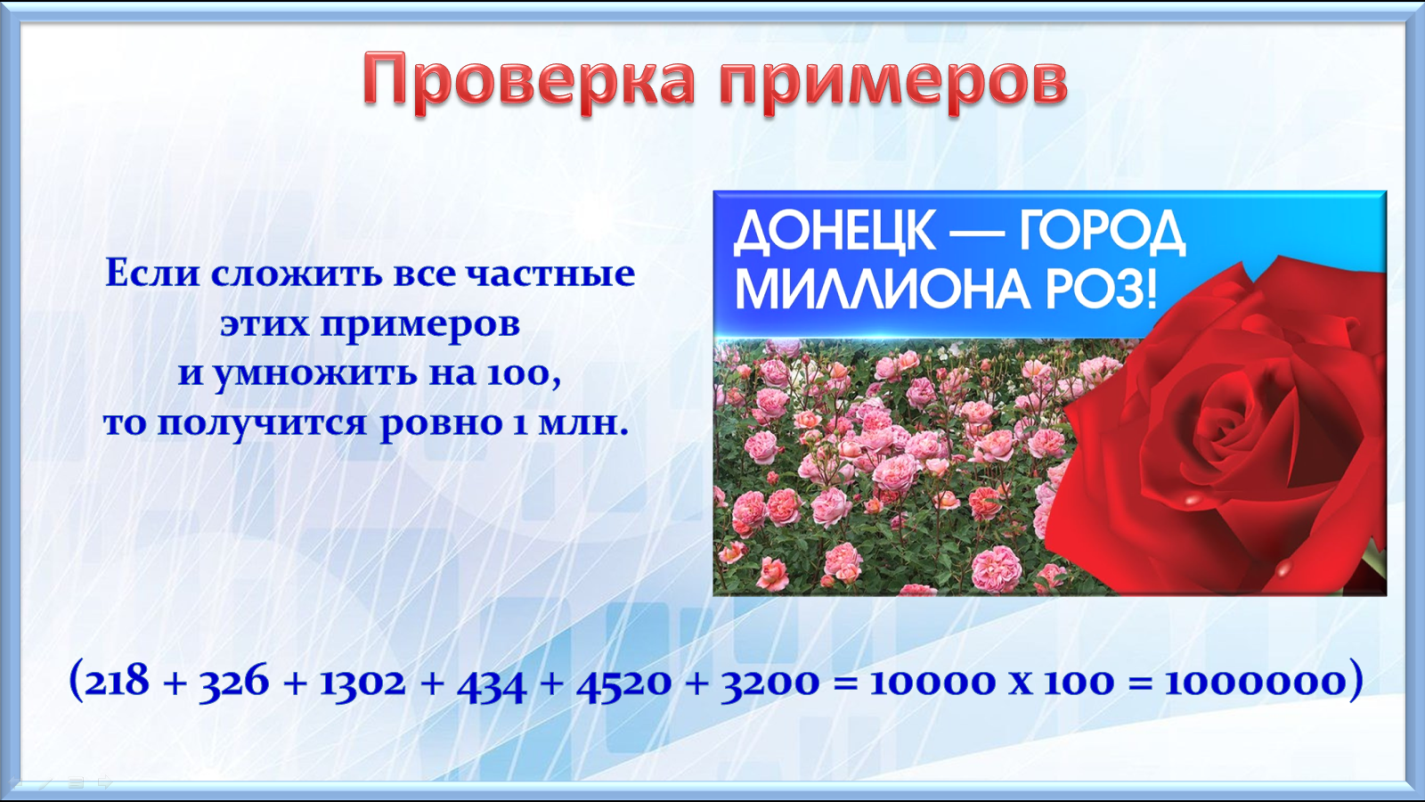 Проверка примеров
Если сложить все частные
этих примеров
и умножить на 100,
то получится ровно 1 млн.
ДОНЕЦК — ГОРОД
МИЛЛИОНА РОЗ!
(218 + 326 + 1302 + 434 + 4520 + 3200 = 10000 х 100 = 1000000)